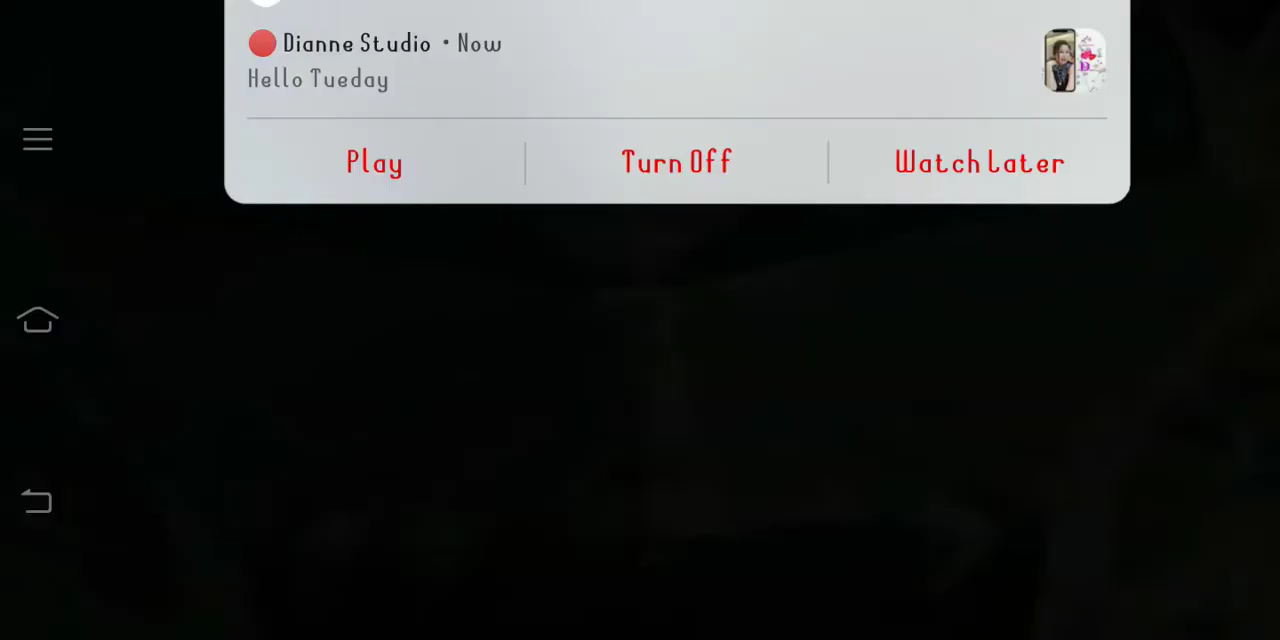 Dianne Studio • Now
Hello Tueday
Play
Turn Off
Watch Later